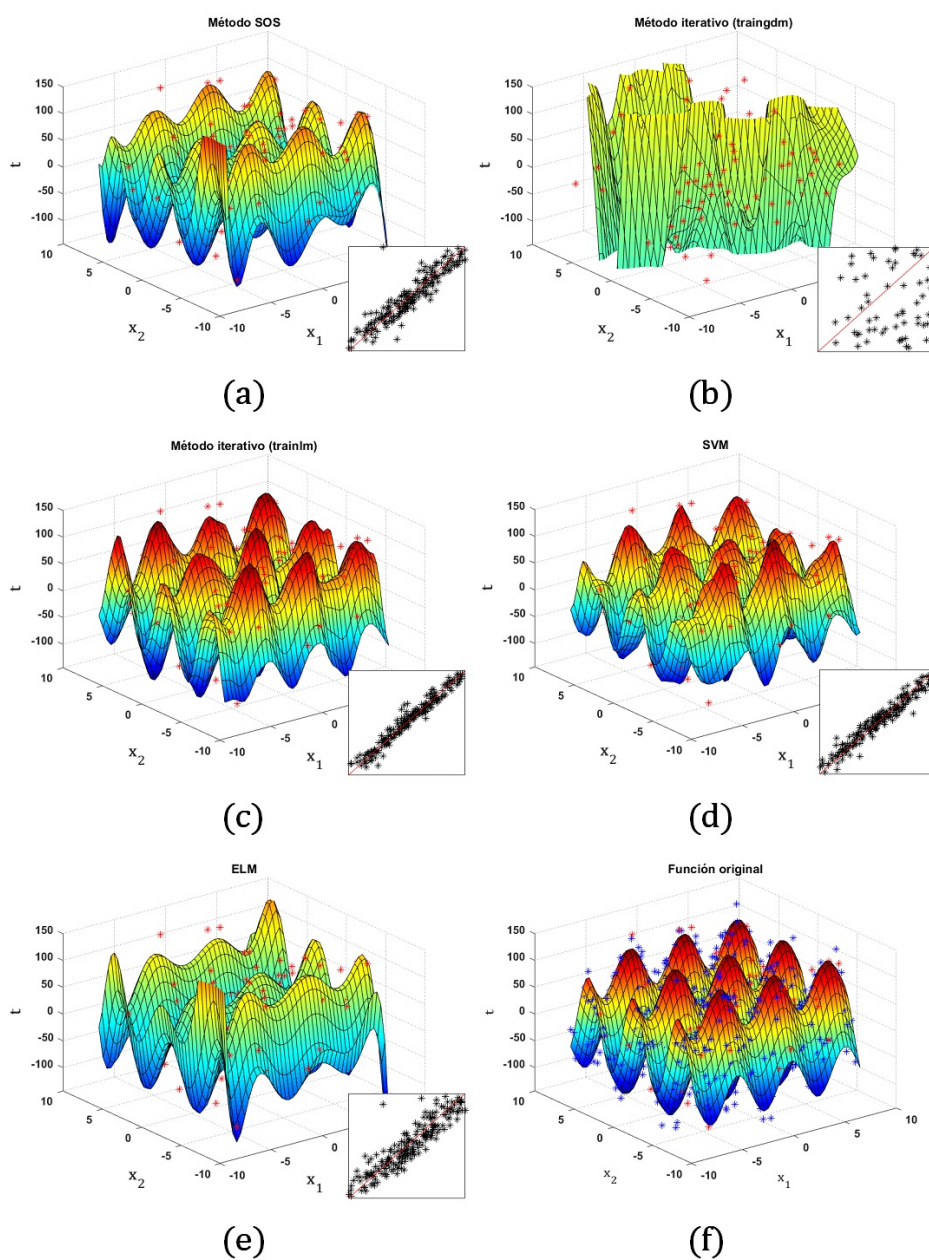 Método SOS
150
100
50
0
-50
-100
t
10
5
0
-5
-10
x2
-10
-5
0
x1
(a)
Método iterativo (traingdm)
150
100
50
0
-50
-100
t
10
5
0
-5
-10
x2
-10
-5
0
x1
(b)
Método iterativo (trainlm)
150
100
50
0
-50
-100
t
10
5
0
-5
-10
x2
-10
-5
0
x1
(c)
SVM
150
100
50
0
-50
-100
t
10
5
0
-5
-10
x2
-10
-5
0
x1
(d)
ELM
150
100
50
0
-50
-100
t
10
5
0
-5
-10
x2
-10
-5
0
x1
(e)
Función original
150
100
50
0
-50
-100
t
10
5
0
-5
-10
x2
-10
-5
0
5
10
x1
(f)